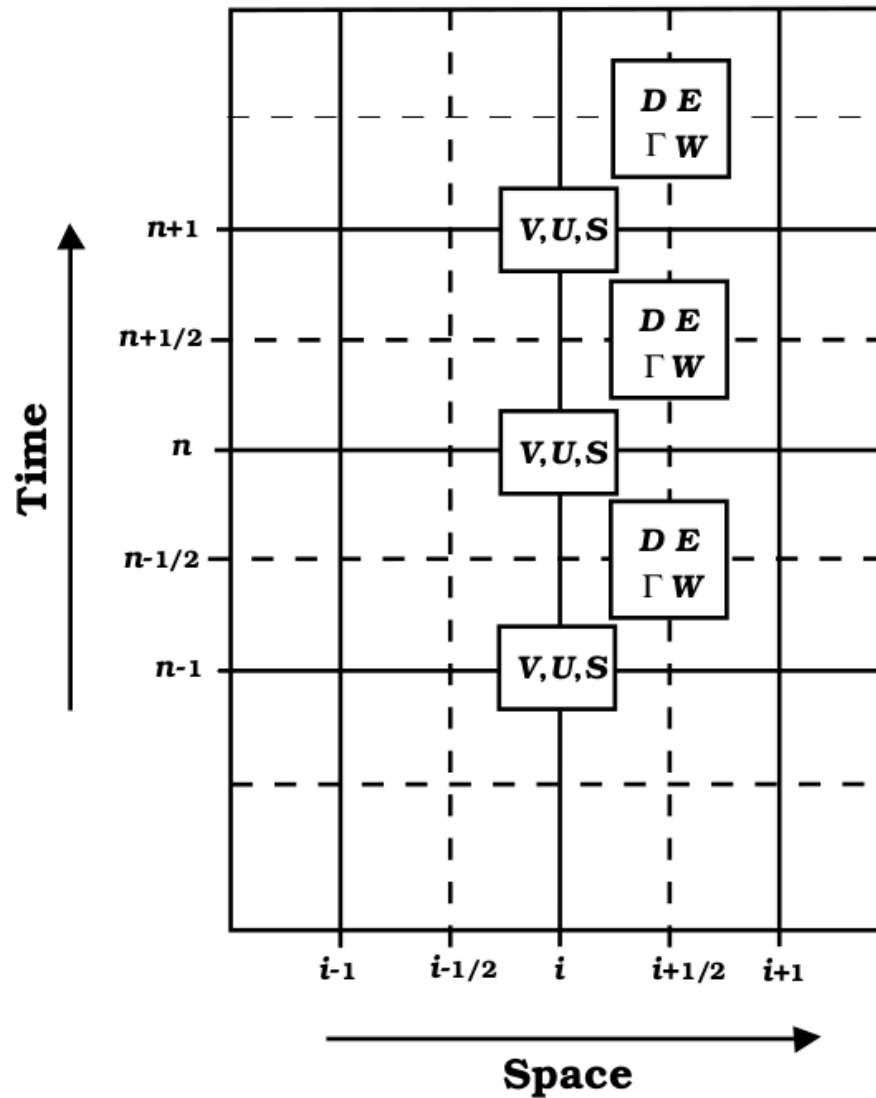 D E
Γ W
n+1
V,U,S
D E
n+1/2
Γ W
n
V,U,S
D E
n-1/2
Γ W
n-1
V,U,S
Time
i-1
i-1/2
i
i+1/2
i+1
Space